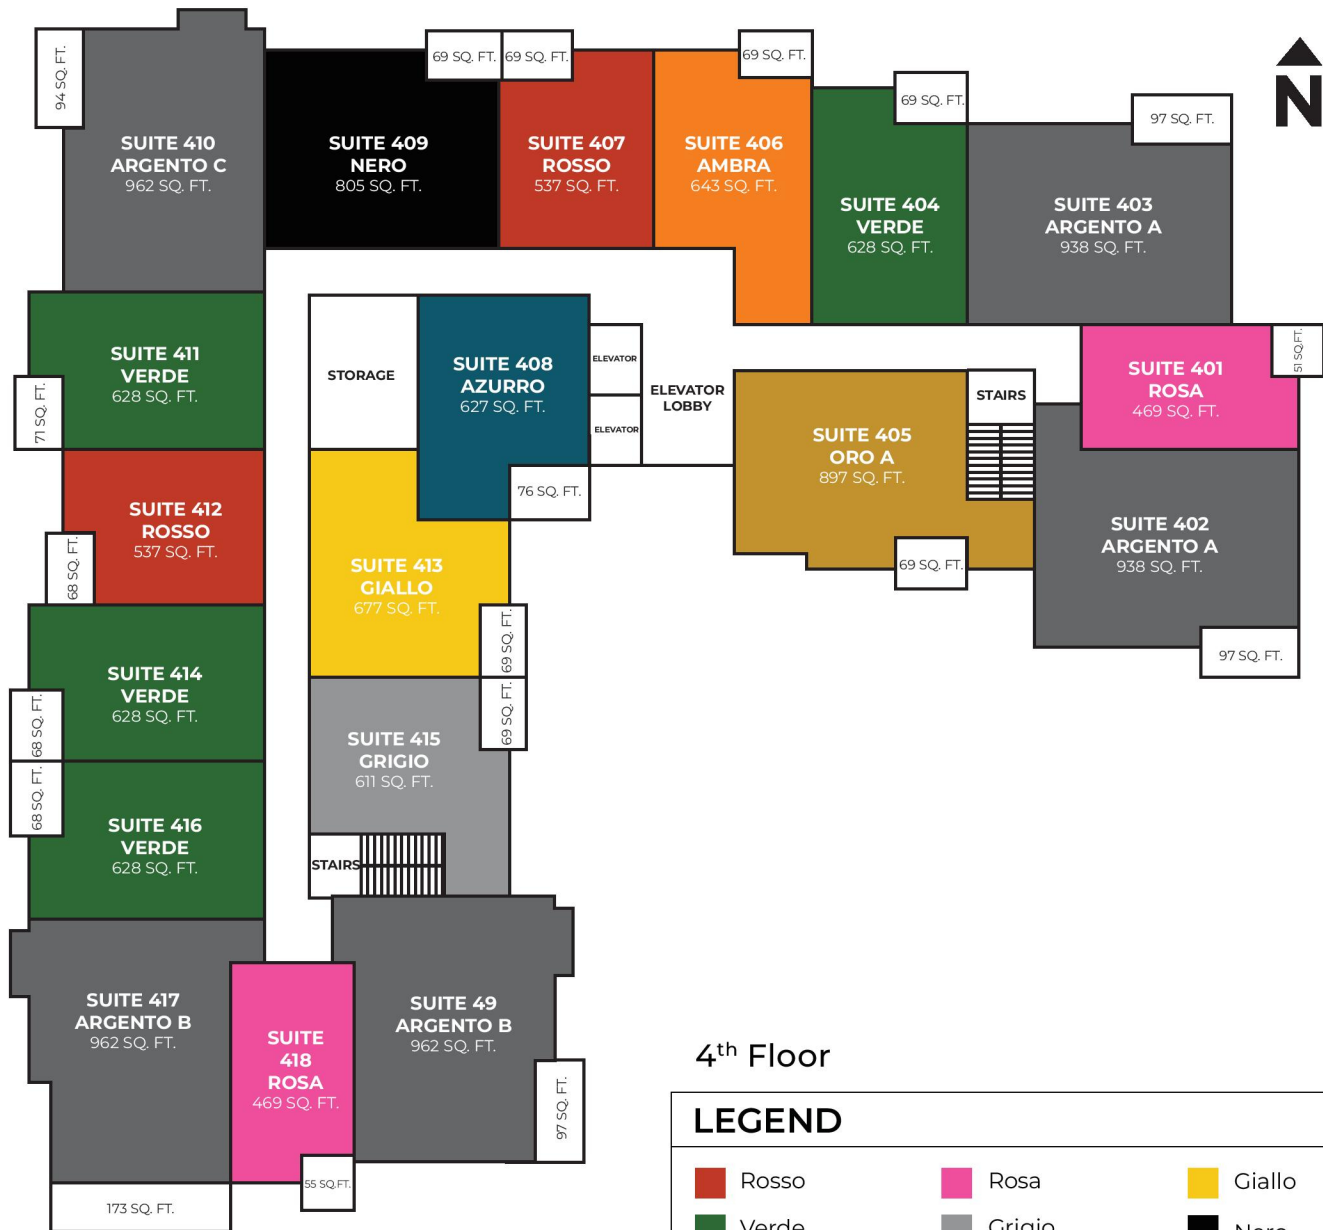 94 SQ. FT.
69 SQ. FT.
69 SQ. FT.
69 SQ. FT.
69 SQ. FT.
97 SQ. FT.
N
SUITE 410
ARGENTO C
962 SQ. FT.
SUITE 409
NERO
805 SQ. FT.
SUITE 407
ROSSO
537 SQ. FT.
SUITE 406
AMBRA
643 SQ. FT.
SUITE 404
VERDE
628 SQ. FT.
SUITE 403
ARGENTO A
938 SQ. FT.
SUITE 411
VERDE
628 SQ. FT.
71 SQ. FT.
STORAGE
SUITE 408
AZURRO
627 SQ. FT.
ELEVATOR
ELEVATOR
ELEVATOR
LOBBY
76 SQ. FT.
SUITE 405
ORO A
897 SQ. FT.
69 SQ. FT.
STAIRS
SUITE 401
ROSA
469 SQ. FT.
51 SQ.FT.
SUITE 402
ARGENTO A
938 SQ. FT.
97 SQ. FT.
SUITE 412
ROSSO
537 SQ. FT.
68 SQ. FT.
SUITE 413
GIALLO
677 SQ. FT.
69 SQ. FT.
SUITE 414
VERDE
628 SQ. FT.
68 SQ. FT.
SUITE 415
GRIGIO
611 SQ. FT.
69 SQ. FT.
68 SQ. FT.
SUITE 416
VERDE
628 SQ. FT.
STAIRS
SUITE 417
ARGENTO B
962 SQ. FT.
173 SQ. FT.
SUITE
418
ROSA
469 SQ. FT.
55 SQ.FT.
SUITE 49
ARGENTO B
962 SQ. FT.
97 SQ. FT.
4th Floor
LEGEND
Rosso
Rosa
Giallo
Verde
Grigio
Nero